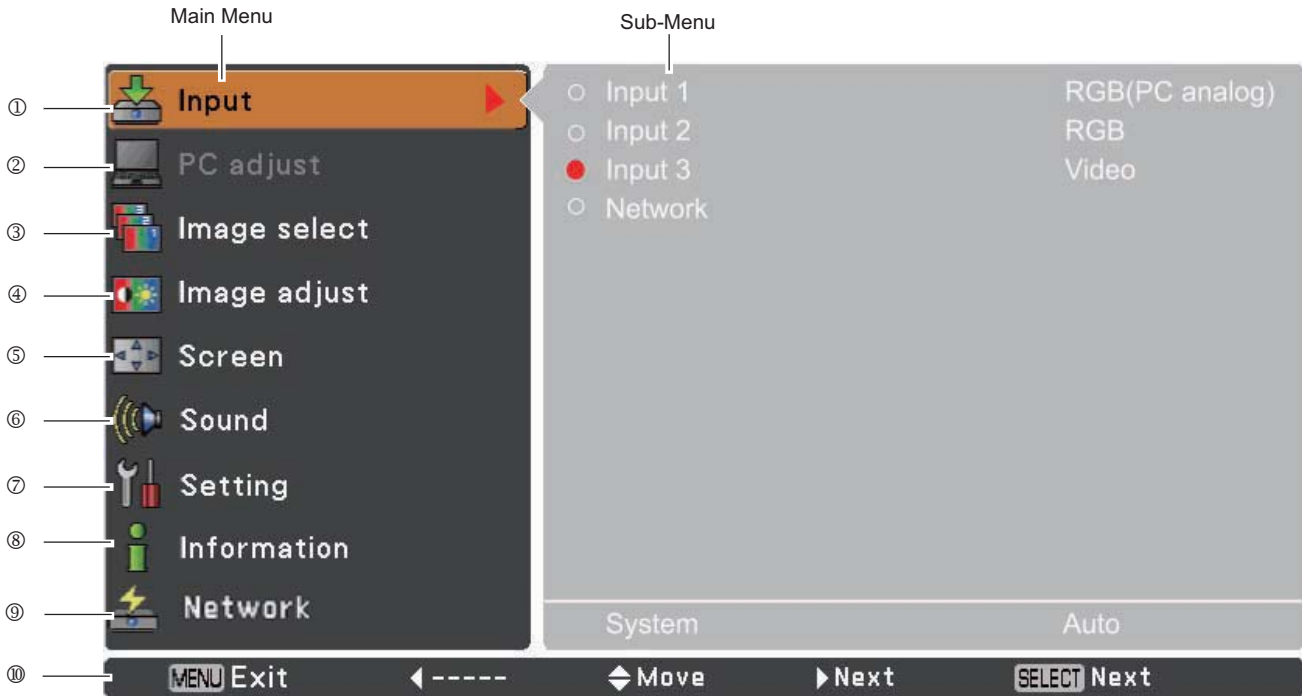 Main Menu
Sub-Menu
① Input
Input 1 RGB(PC analog)
Input 2 RGB
Input 3 Video
Network
② PC adjust
③ Image select
④ Image adjust
⑤ Screen
⑥ Sound
⑦ Setting
⑧ Information
⑨ Network
System Auto
⑩ MENU Exit ◀ ----- Move ▶ Next SELECT Next